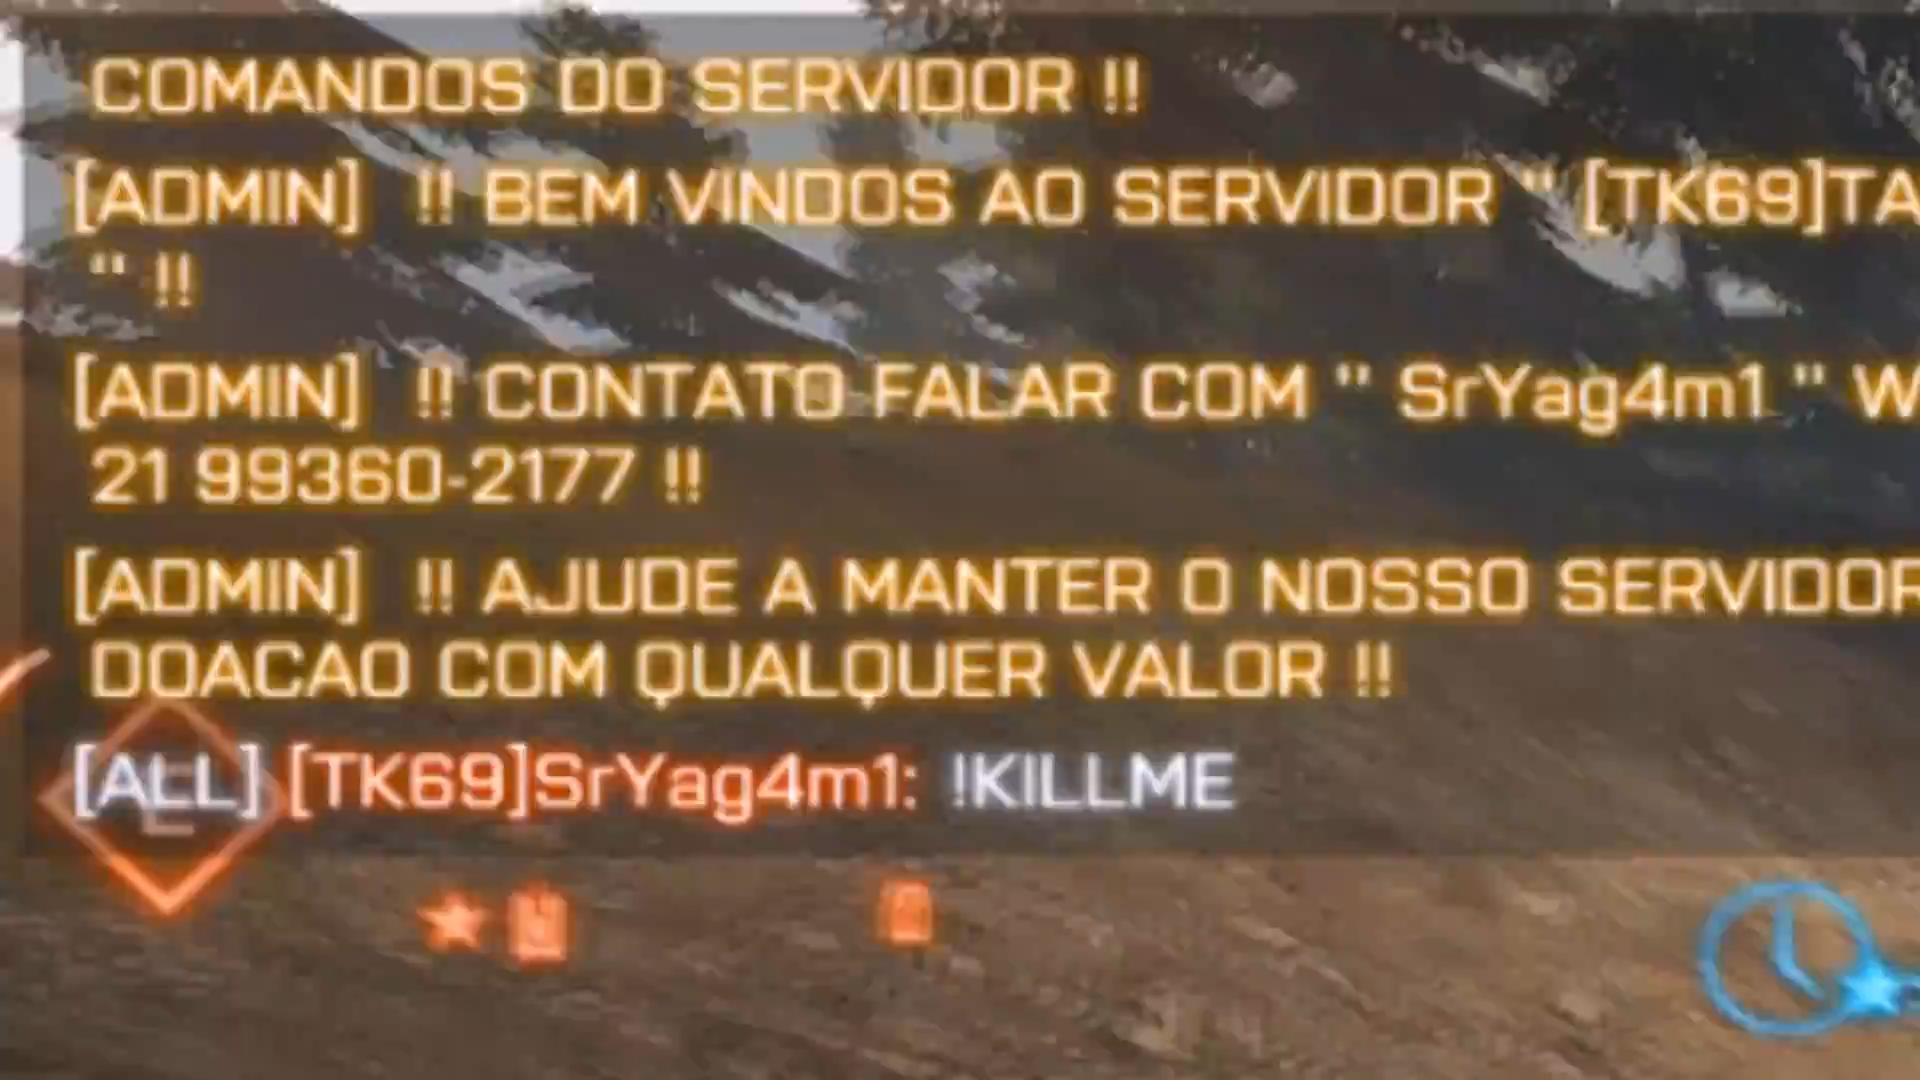 COMANDOS DO SERVIDOR !!
[ADMIN] !! BEM VINDOS AO SERVIDOR " [TK69]TA
" !!
[ADMIN] !! CONTATO FALAR COM " SrYag4m1 " W
21 99360-2177 !!
[ADMIN] !! AJUDE A MANTER O NOSSO SERVIDOR
DOACAO COM QUALQUER VALOR !!
[ALL] [TK69]SrYag4m1: !KILLME
E